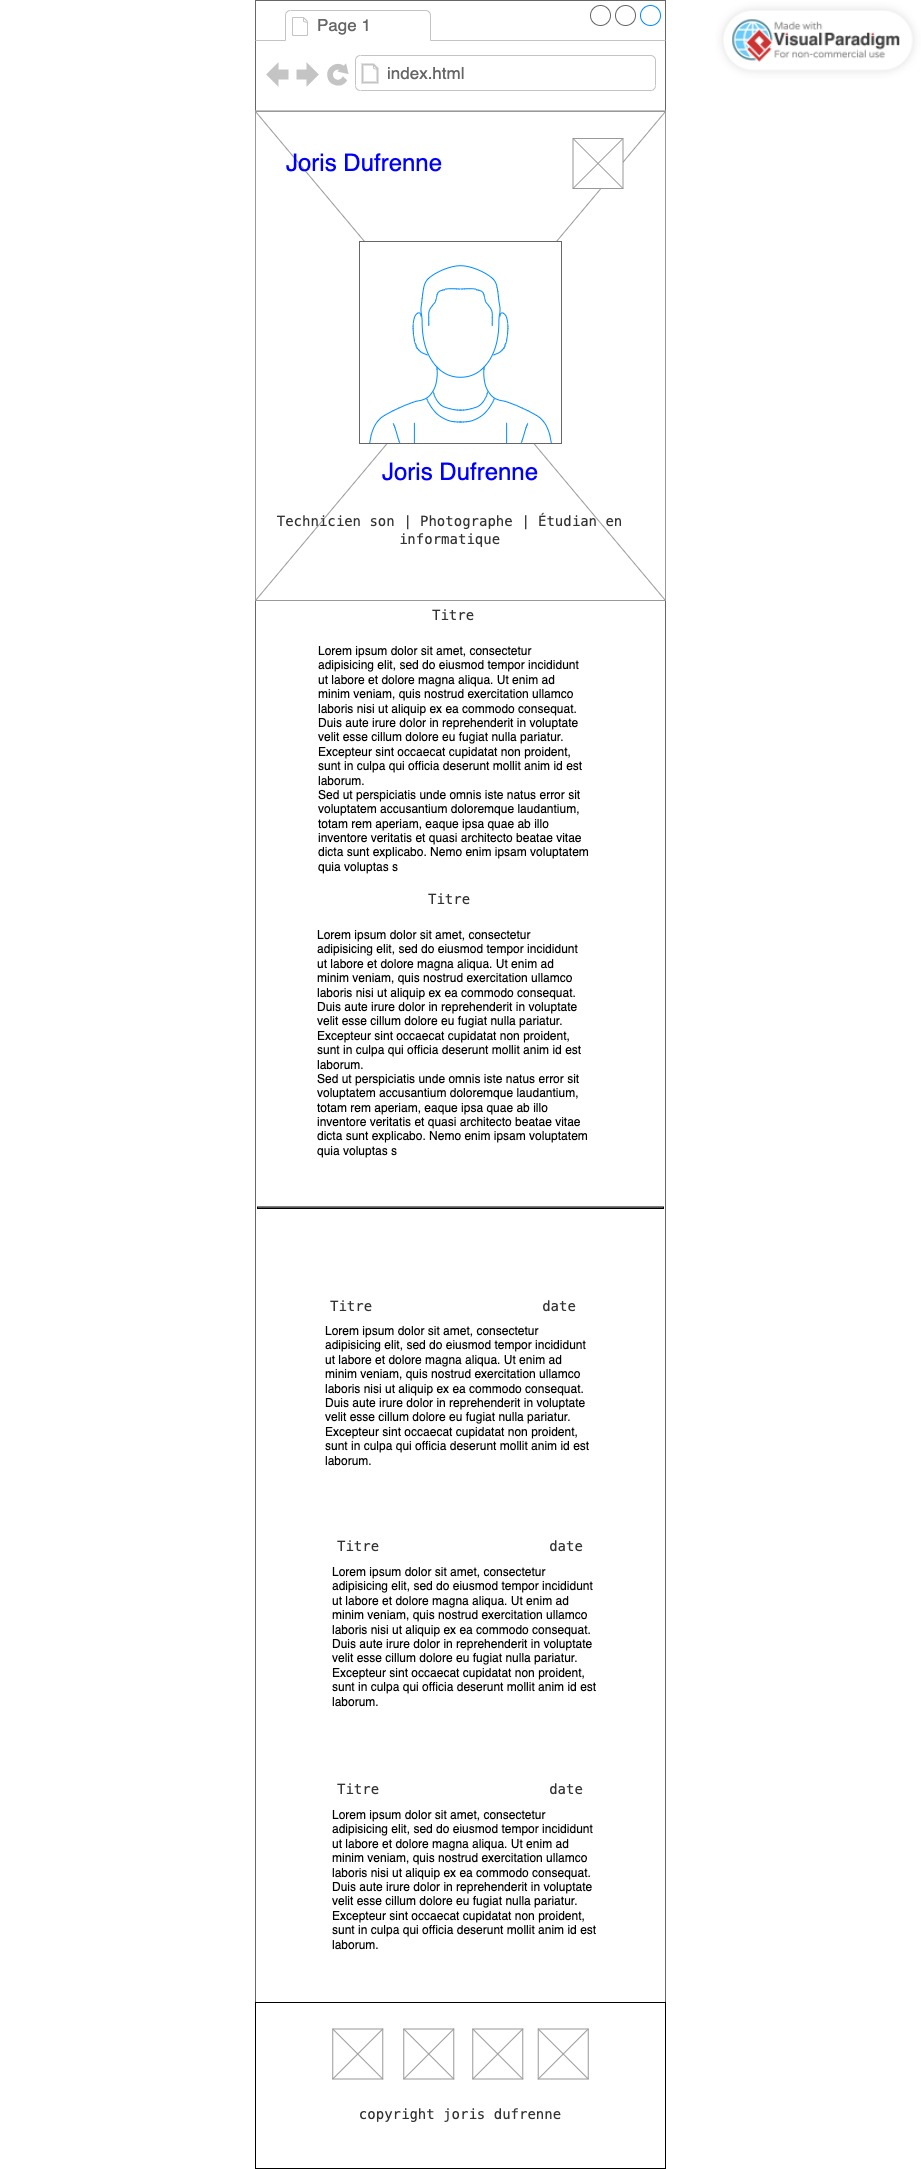 Page 1
Made with
VisualParadigm
For non-commercial use
index.html
Joris Dufrenne
Joris Dufrenne
Technicien son | Photographe | Étudian en
informatique
Titre
Lorem ipsum dolor sit amet, consectetur
adipisicing elit, sed do eiusmod tempor incididunt
ut labore et dolore magna aliqua. Ut enim ad
minim veniam, quis nostrud exercitation ullamco
laboris nisi ut aliquip ex ea commodo consequat.
Duis aute irure dolor in reprehenderit in voluptate
velit esse cillum dolore eu fugiat nulla pariatur.
Excepteur sint occaecat cupidatat non proident,
sunt in culpa qui officia deserunt mollit anim id est
laborum.
Sed ut perspiciatis unde omnis iste natus error sit
voluptatem accusantium doloremque laudantium,
totam rem aperiam, eaque ipsa quae ab illo
inventore veritatis et quasi architecto beatae vitae
dicta sunt explicabo. Nemo enim ipsam voluptatem
quia voluptas s
Titre
Lorem ipsum dolor sit amet, consectetur
adipisicing elit, sed do eiusmod tempor incididunt
ut labore et dolore magna aliqua. Ut enim ad
minim veniam, quis nostrud exercitation ullamco
laboris nisi ut aliquip ex ea commodo consequat.
Duis aute irure dolor in reprehenderit in voluptate
velit esse cillum dolore eu fugiat nulla pariatur.
Excepteur sint occaecat cupidatat non proident,
sunt in culpa qui officia deserunt mollit anim id est
laborum.
Sed ut perspiciatis unde omnis iste natus error sit
voluptatem accusantium doloremque laudantium,
totam rem aperiam, eaque ipsa quae ab illo
inventore veritatis et quasi architecto beatae vitae
dicta sunt explicabo. Nemo enim ipsam voluptatem
quia voluptas s
Titre date
Lorem ipsum dolor sit amet, consectetur
adipisicing elit, sed do eiusmod tempor incididunt
ut labore et dolore magna aliqua. Ut enim ad
minim veniam, quis nostrud exercitation ullamco
laboris nisi ut aliquip ex ea commodo consequat.
Duis aute irure dolor in reprehenderit in voluptate
velit esse cillum dolore eu fugiat nulla pariatur.
Excepteur sint occaecat cupidatat non proident,
sunt in culpa qui officia deserunt mollit anim id est
laborum.
Titre date
Lorem ipsum dolor sit amet, consectetur
adipisicing elit, sed do eiusmod tempor incididunt
ut labore et dolore magna aliqua. Ut enim ad
minim veniam, quis nostrud exercitation ullamco
laboris nisi ut aliquip ex ea commodo consequat.
Duis aute irure dolor in reprehenderit in voluptate
velit esse cillum dolore eu fugiat nulla pariatur.
Excepteur sint occaecat cupidatat non proident,
sunt in culpa qui officia deserunt mollit anim id est
laborum.
Titre date
Lorem ipsum dolor sit amet, consectetur
adipisicing elit, sed do eiusmod tempor incididunt
ut labore et dolore magna aliqua. Ut enim ad
minim veniam, quis nostrud exercitation ullamco
laboris nisi ut aliquip ex ea commodo consequat.
Duis aute irure dolor in reprehenderit in voluptate
velit esse cillum dolore eu fugiat nulla pariatur.
Excepteur sint occaecat cupidatat non proident,
sunt in culpa qui officia deserunt mollit anim id est
laborum.
copyright joris dufrenne